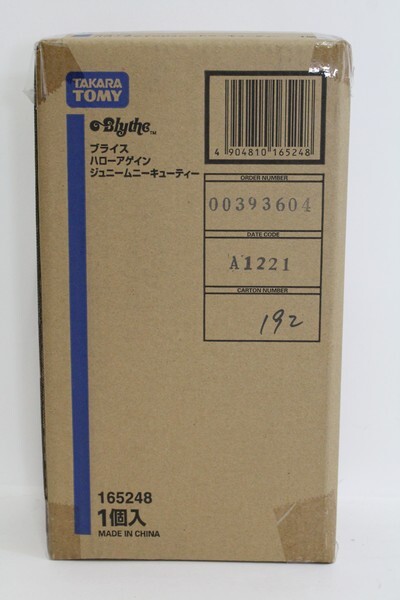 TAKARA
TOMY
Blythe™
ブライス
ハローアゲイン
ジュニームニーキューティー
4 904810 165248
ORDER NUMBER
00393604
DATE CODE
A1221
CARTON NUMBER
192
165248
1個入
MADE IN CHINA